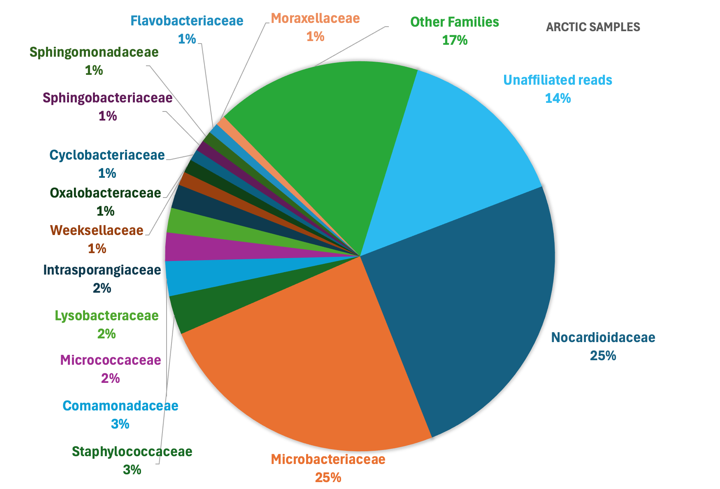 ARCTIC SAMPLES
Flavobacteriaceae
1%
Moraxellaceae
1%
Other Families
17%
Unaffiliated reads
14%
Nocardioidaceae
25%
Microbacteriaceae
25%
Staphylococcaceae
3%
Comamonadaceae
3%
Micrococcaceae
2%
Lysobacteraceae
2%
Intrasporangiaceae
2%
Weeksellaceae
1%
Oxalobacteraceae
1%
Cyclobacteriaceae
1%
Sphingobacteriaceae
1%
Sphingomonadaceae
1%